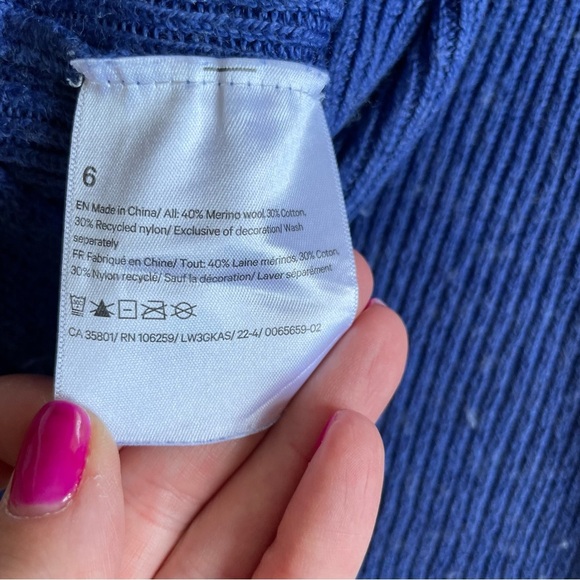 6
EN Made in China/ All: 40% Merino wool, 30% Cotton,
30% Recycled nylon/ Exclusive of decoration/ Wash
seperately
FR Fabriqué en Chine/ Tout: 40% Laine mérinos, 30% Coton,
30% Nylon recyclé/ Sauf la décoration/ Laver séparément
CA 35801/ RN 106259/ LW3GKAS/ 22-4/ 0065659-02